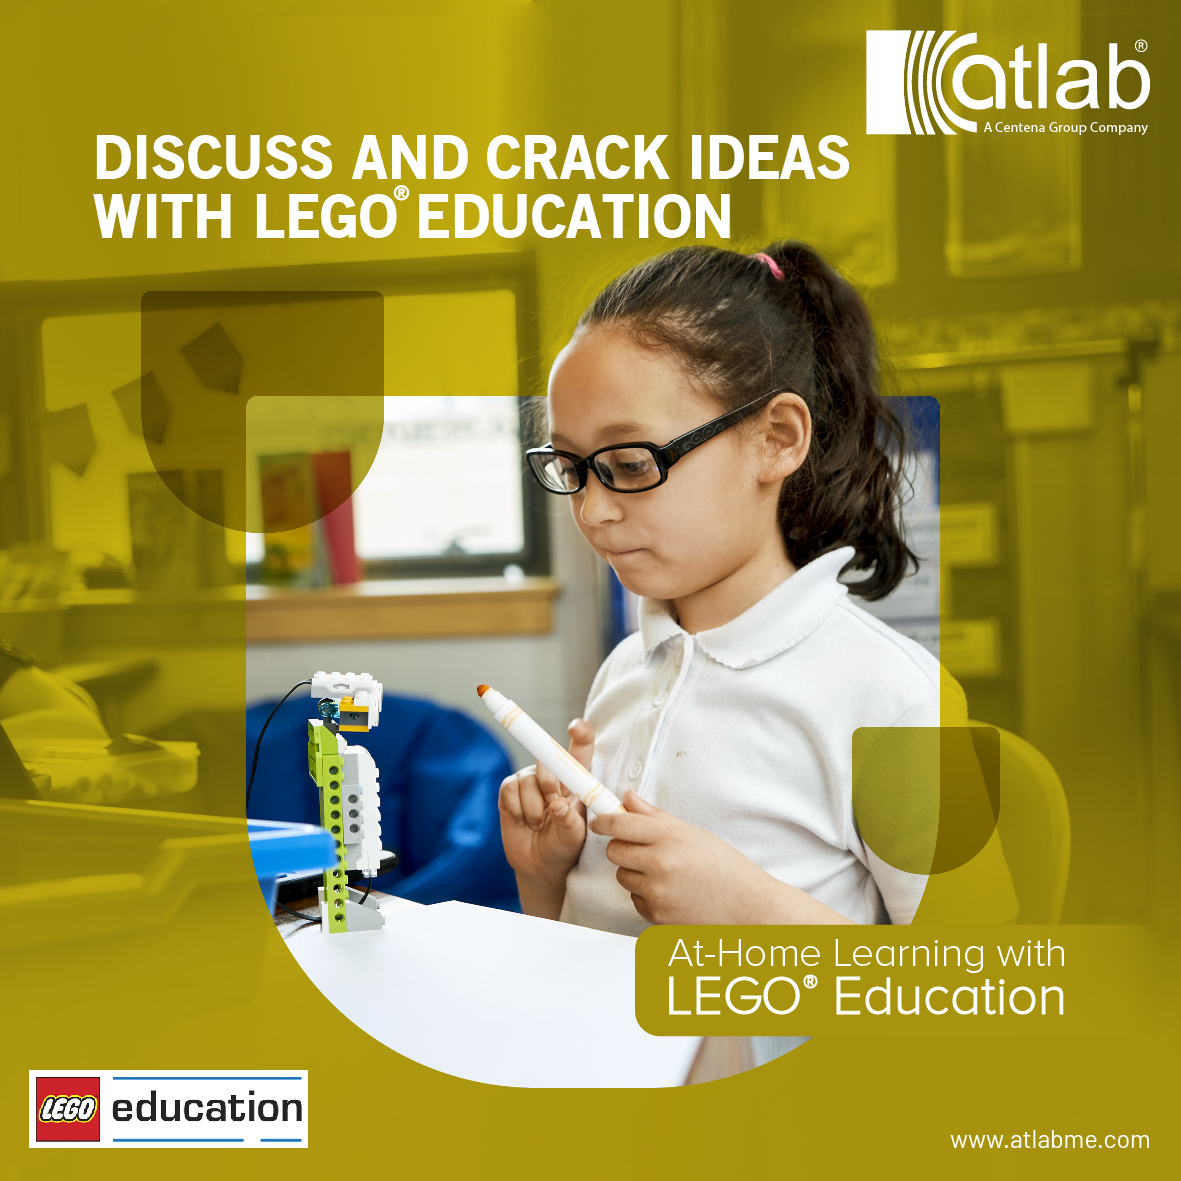 atlab®
A Centena Group Company
DISCUSS AND CRACK IDEAS
WITH LEGO® EDUCATION
At-Home Learning with
LEGO® Education
LEGO education
www.atlabme.com